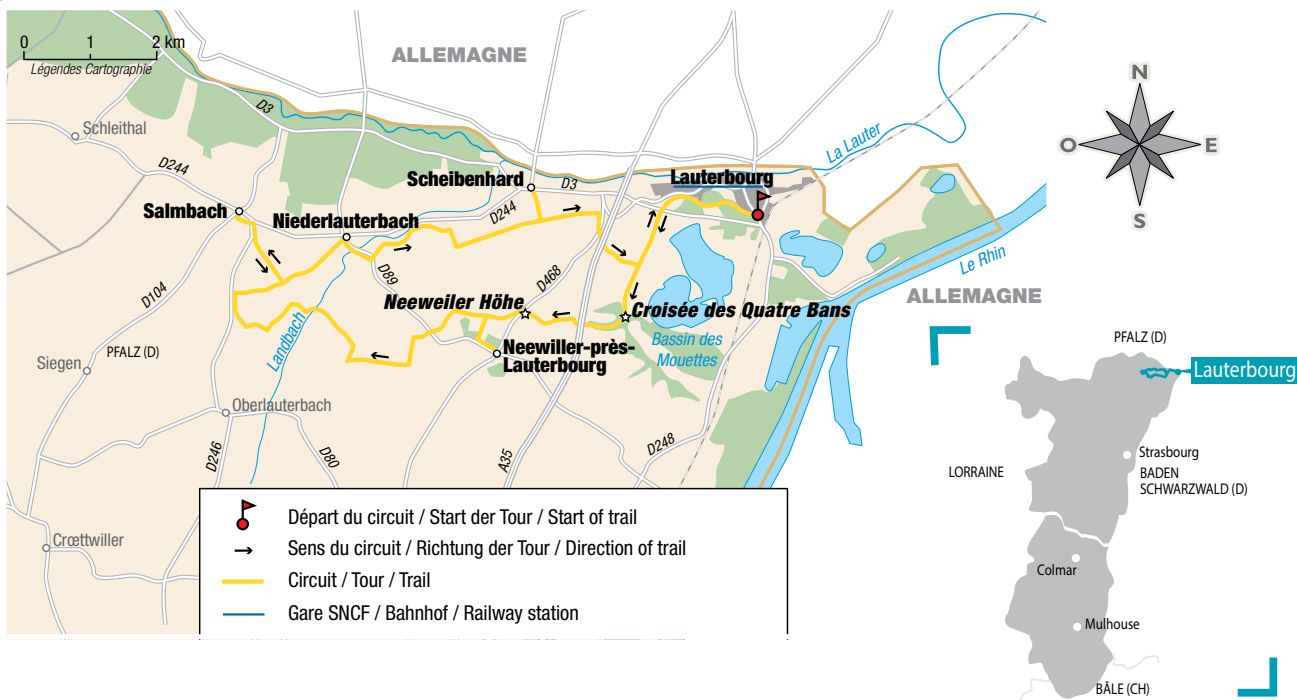 0 1 2 km
Légendes Cartographie
ALLEMAGNE
N
O
E
S
D3
Schleithal
D244
La Lauter
Scheibenhard
D3
Lauterbourg
Salmbach
Niederlauterbach
D244
D89
D468
D104
Le Rhin
ALLEMAGNE
Neeweiler Höhe
Croisée des Quatre Bans
Landbach
Bassin des
Mouettes
Neewiller-près-
Lauterbourg
PFALZ (D)
Siegen
Oberlauterbach
D246
D80
A35
D248
Crœttwiller
Départ du circuit / Start der Tour / Start of trail
Sens du circuit / Richtung der Tour / Direction of trail
Circuit / Tour / Trail
Gare SNCF / Bahnhof / Railway station
PFALZ (D)
Lauterbourg
Strasbourg
LORRAINE
BADEN
SCHWARZWALD (D)
Colmar
Mulhouse
BÂLE (CH)